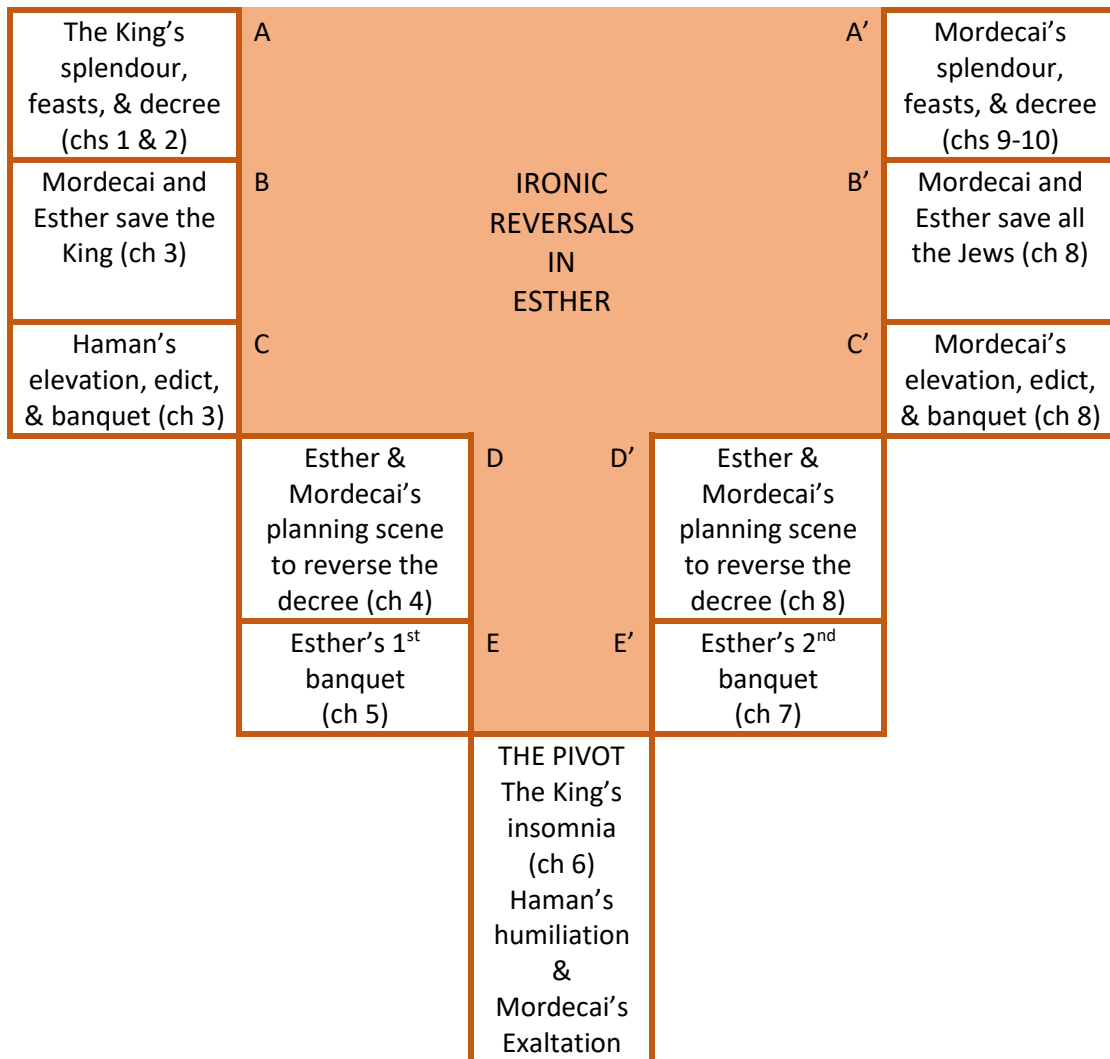 The King’s
splendour,
feasts, & decree
(chs 1 & 2)
A
A’
Mordecai’s
splendour,
feasts, & decree
(chs 9-10)
Mordecai and
Esther save the
King (ch 3)
B
IRONIC
REVERSALS
IN
ESTHER
B’
Mordecai and
Esther save all
the Jews (ch 8)
Haman’s
elevation, edict,
& banquet (ch 3)
C
C’
Mordecai’s
elevation, edict,
& banquet (ch 8)
Esther &
Mordecai’s
planning scene
to reverse the
decree (ch 4)
D
D’
Esther &
Mordecai’s
planning scene
to reverse the
decree (ch 8)
Esther’s 1st
banquet
(ch 5)
E
E’
Esther’s 2nd
banquet
(ch 7)
THE PIVOT
The King’s
insomnia
(ch 6)
Haman’s
humiliation
&
Mordecai’s
Exaltation